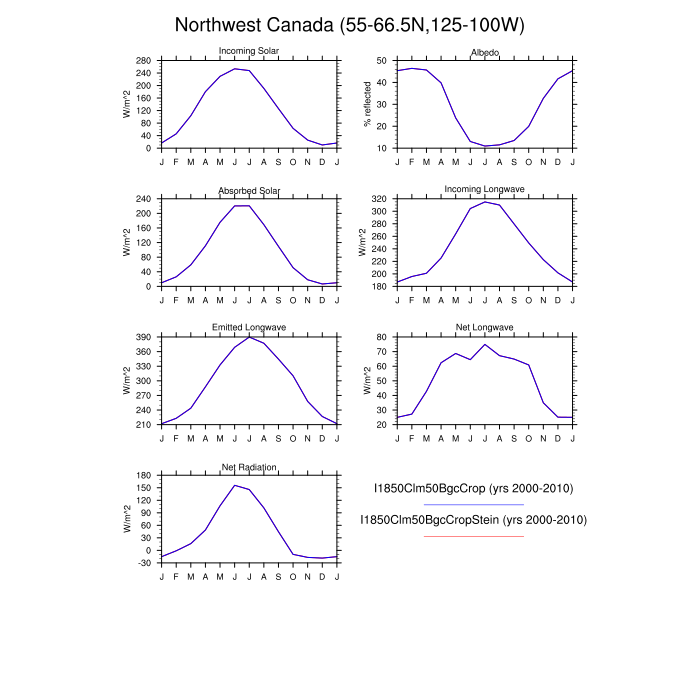 Northwest Canada (55-66.5N,125-100W)
Incoming Solar
W/m^2
280
240
200
160
120
80
40
0
J F M A M J J A S O N D J
Albedo
% reflected
50
40
30
20
10
J F M A M J J A S O N D J
Absorbed Solar
W/m^2
240
200
160
120
80
40
0
J F M A M J J A S O N D J
Incoming Longwave
W/m^2
320
300
280
260
240
220
200
180
J F M A M J J A S O N D J
Emitted Longwave
W/m^2
390
360
330
300
270
240
210
J F M A M J J A S O N D J
Net Longwave
W/m^2
80
70
60
50
40
30
20
J F M A M J J A S O N D J
Net Radiation
W/m^2
180
150
120
90
60
30
0
-30
J F M A M J J A S O N D J
I1850Clm50BgcCrop (yrs 2000-2010)
I1850Clm50BgcCropStein (yrs 2000-2010)